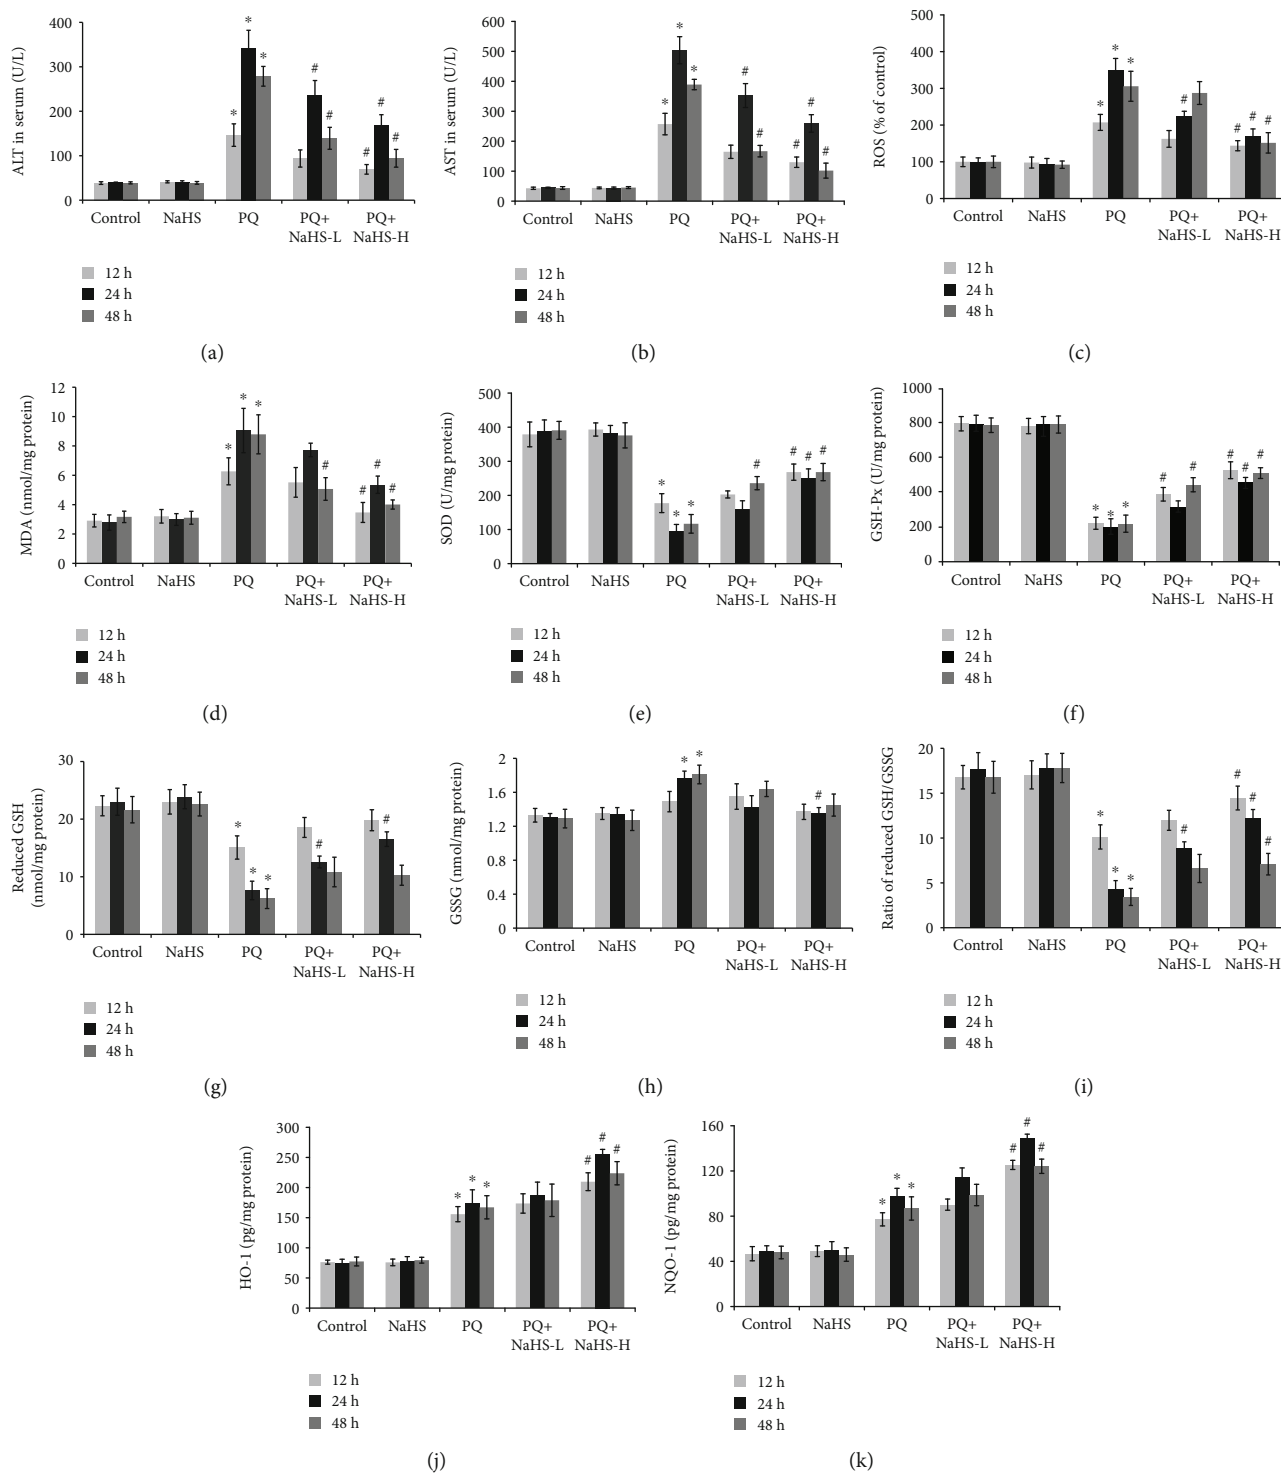 ALT in serum (U/L)
400
300
200
100
0
* * *
# #
# # #
Control NaHS PQ PQ+ PQ+
NaHS-L NaHS-H
12 h
24 h
48 h
(a)
AST in serum (U/L)
600
500
400
300
200
100
0
* * *
# #
# # #
Control NaHS PQ PQ+ PQ+
NaHS-L NaHS-H
12 h
24 h
48 h
(b)
ROS (% of control)
500
400
300
200
100
0
* * *
#
# # #
Control NaHS PQ PQ+ PQ+
NaHS-L NaHS-H
12 h
24 h
48 h
(c)
MDA (nmol/mg protein)
12
10
8
6
4
2
0
* * *
#
# # #
Control NaHS PQ PQ+ PQ+
NaHS-L NaHS-H
12 h
24 h
48 h
(d)
SOD (U/mg protein)
500
400
300
200
100
0
* * *
#
# # #
Control NaHS PQ PQ+ PQ+
NaHS-L NaHS-H
12 h
24 h
48 h
(e)
GSH-Px (U/mg protein)
1000
800
600
400
200
0
* * *
# #
# # #
Control NaHS PQ PQ+ PQ+
NaHS-L NaHS-H
12 h
24 h
48 h
(f)
Reduced GSH
(nmol/mg protein)
30
20
10
0
* * *
#
#
Control NaHS PQ PQ+ PQ+
NaHS-L NaHS-H
12 h
24 h
48 h
(g)
GSSG (nmol/mg protein)
2
1.6
1.2
0.8
0.4
0
* *
#
Control NaHS PQ PQ+ PQ+
NaHS-L NaHS-H
12 h
24 h
48 h
(h)
Ratio of reduced GSH/GSSG
20
15
10
5
0
* * *
#
# # #
Control NaHS PQ PQ+ PQ+
NaHS-L NaHS-H
12 h
24 h
48 h
(i)
HO-1 (pg/mg protein)
300
250
200
150
100
50
0
* * *
# # #
Control NaHS PQ PQ+ PQ+
NaHS-L NaHS-H
12 h
24 h
48 h
(j)
NQO-1 (pg/mg protein)
160
120
80
40
0
* * *
# # #
Control NaHS PQ PQ+ PQ+
NaHS-L NaHS-H
12 h
24 h
48 h
(k)